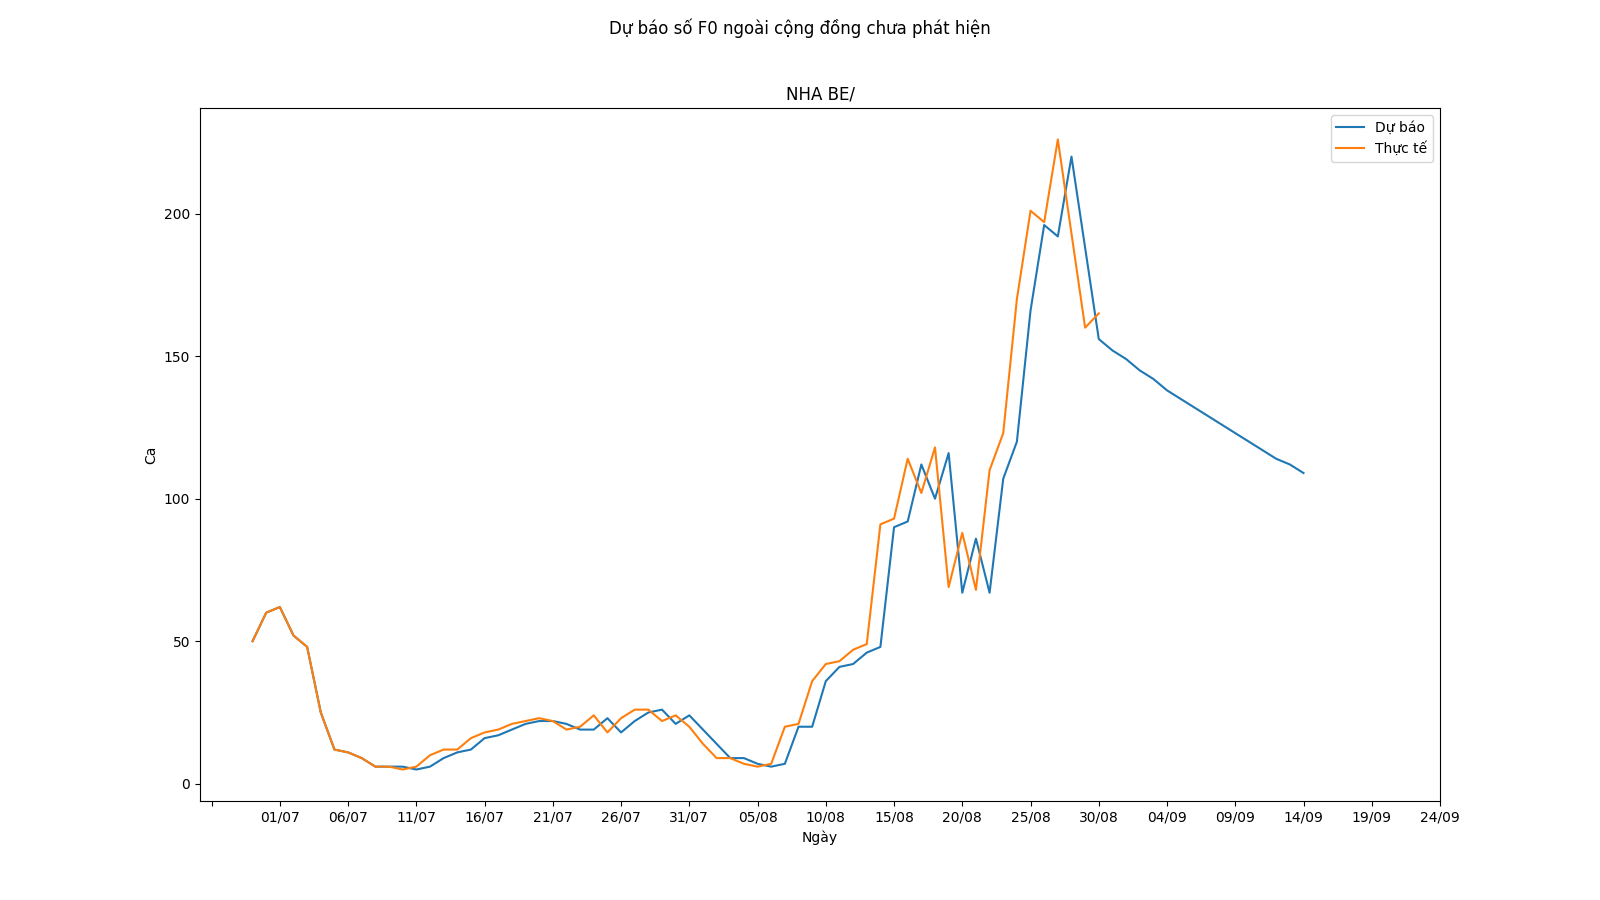 Dự báo số F0 ngoài cộng đồng chưa phát hiện
NHA BE/
Dự báo
Thực tế
200
150
100
50
0
Ca
01/07 06/07 11/07 16/07 21/07 26/07 31/07 05/08 10/08 15/08 20/08 25/08 30/08 04/09 09/09 14/09 19/09 24/09
Ngày